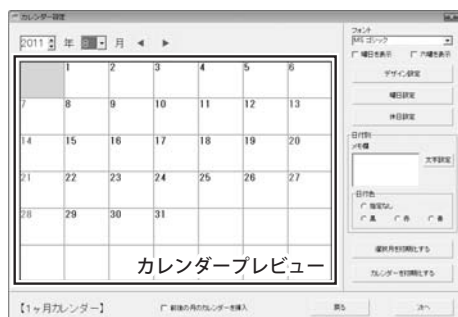 カレンダー設定
2011 年 8 月 ◀ ▶
1 2 3 4 5 6
7 8 9 10 11 12 13
14 15 16 17 18 19 20
21 22 23 24 25 26 27
28 29 30 31
カレンダープレビュー
【1ヶ月カレンダー】
前後の月のカレンダーを挿入
戻る
次へ
フォント
MS ゴシック
曜日を表示 六曜を表示
デザイン設定
曜日設定
休日設定
日付別
メモ欄
文字設定
日付色
指定なし
黒 赤 青
選択月を初期化する
カレンダーを初期化する